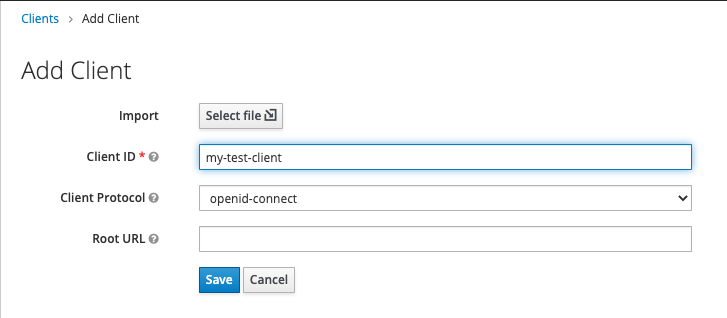 Clients > Add Client
Add Client
Import Select file
Client ID * my-test-client
Client Protocol openid-connect
Root URL
Save Cancel